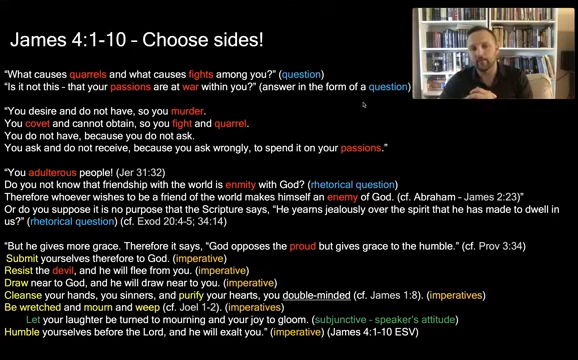 James 4:1-10 - Choose sides!
“What causes quarrels and what causes fights among you?” (question)
“Is it not this - that your passions are at war within you?” (answer in the form of a question)
“You desire and do not have, so you murder.
You covet and cannot obtain, so you fight and quarrel.
You do not have, because you do not ask.
You ask and do not receive, because you ask wrongly, to spend it on your passions.”
“You adulterous people! (Jer 31:32)
Do you not know that friendship with the world is enmity with God? (rhetorical question)
Therefore whoever wishes to be a friend of the world makes himself an enemy of God. (cf. Abraham - James 2:23)”
Or do you suppose it is no purpose that the Scripture says, “He yearns jealously over the spirit that he has made to dwell in
us? (rhetorical question) (cf. Exod 20:4-5; 34:14)
“But he gives more grace. Therefore it says, “God opposes the proud but gives grace to the humble.” (cf. Prov 3:34)
Submit yourselves therefore to God. (imperative)
Resist the devil, and he will flee from you. (imperative)
Draw near to God, and he will draw near to you. (imperative)
Cleanse your hands, you sinners, and purify your hearts, you double-minded (cf. James 1:8). (imperatives)
Be wretched and mourn and weep (cf. Joel 1-2). (imperatives)
Let your laughter be turned to mourning and your joy to gloom. (subjunctive - speaker's attitude)
Humble yourselves before the Lord, and he will exalt you.” (imperative) (James 4:1-10 ESV)